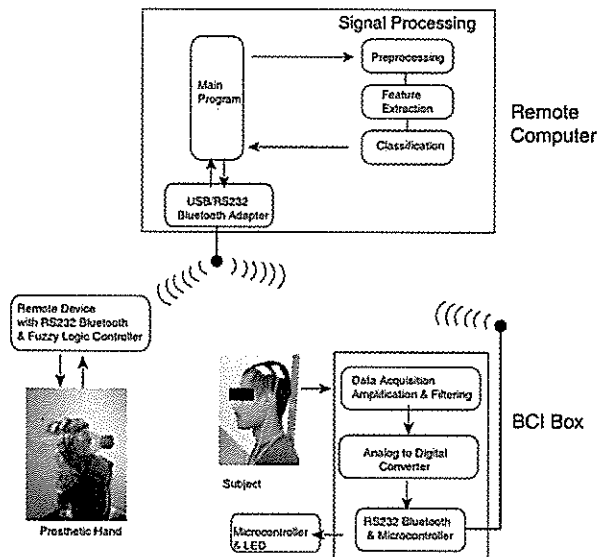 Signal Processing
Main
Program
Preprocessing
Feature
Extraction
Classification
Remote
Computer
USB/RS232
Bluetooth Adapter
Remote Device
with RS232 Bluetooth
& Fuzzy Logic Controller
Prosthetic Hand
Subject
Data Acquisition
Amplification & Filtering
Analog to Digital
Converter
RS232 Bluetooth
& Microcontroller
BCI Box
Microcontroller
& LED